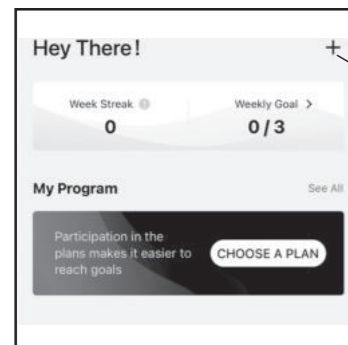 Hey There!
+
Week Streak
Weekly Goal >
0
0/3
My Program
See All
Participation in the
plans makes it easier to
reach goals
CHOOSE A PLAN